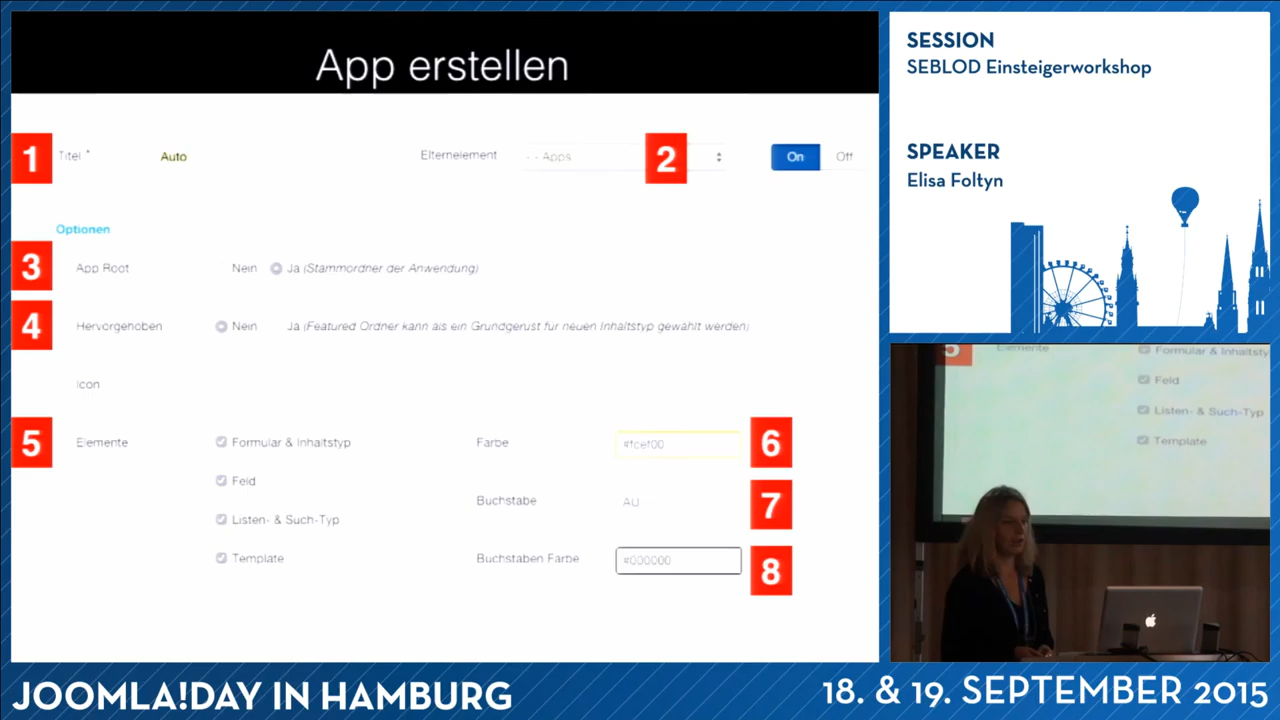 App erstellen
1 Titel * Auto Elternelement - - Apps 2 On Off
Optionen
3 App Root Nein Ja (Stammordner der Anwendung)
4 Hervorgehoben Nein Ja (Featured Ordner kann als ein Grundgerust für neuen Inhaltstyp gewählt werden)
Icon
5 Elemente Formular & Inhaltstyp Farbe #fcef00 6
Feld
Buchstabe AU 7
Listen- & Such-Typ
Template Buchstaben Farbe #000000 8
SESSION
SEBLOD Einsteigerworkshop
SPEAKER
Elisa Foltyn
5 Elemente Formular & Inhaltsty
Feld
Listen- & Such-Typ
Template
JOOMLA!DAY IN HAMBURG
18. & 19. SEPTEMBER 2015